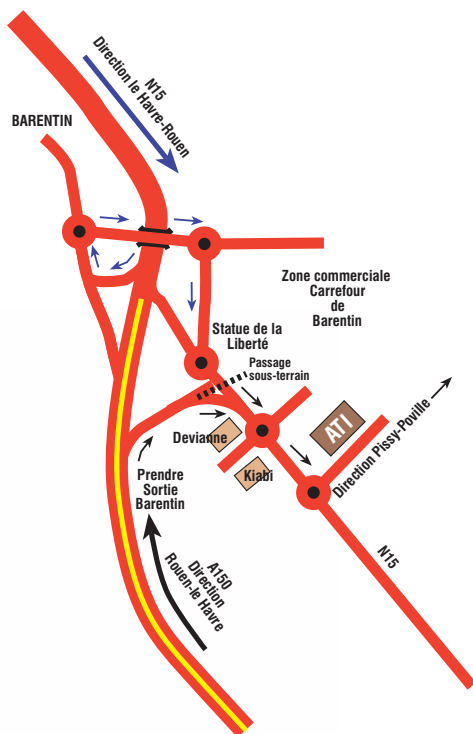 N15
Direction le Havre-Rouen
BARENTIN
Zone commerciale
Carrefour
de
Barentin
Statue de la
Liberté
Passage
sous-terrain
Devianne
ATI
Direction Pissy-Poville
Kiabi
Prendre
Sortie
Barentin
N15
A150
Direction
Rouen-le Havre